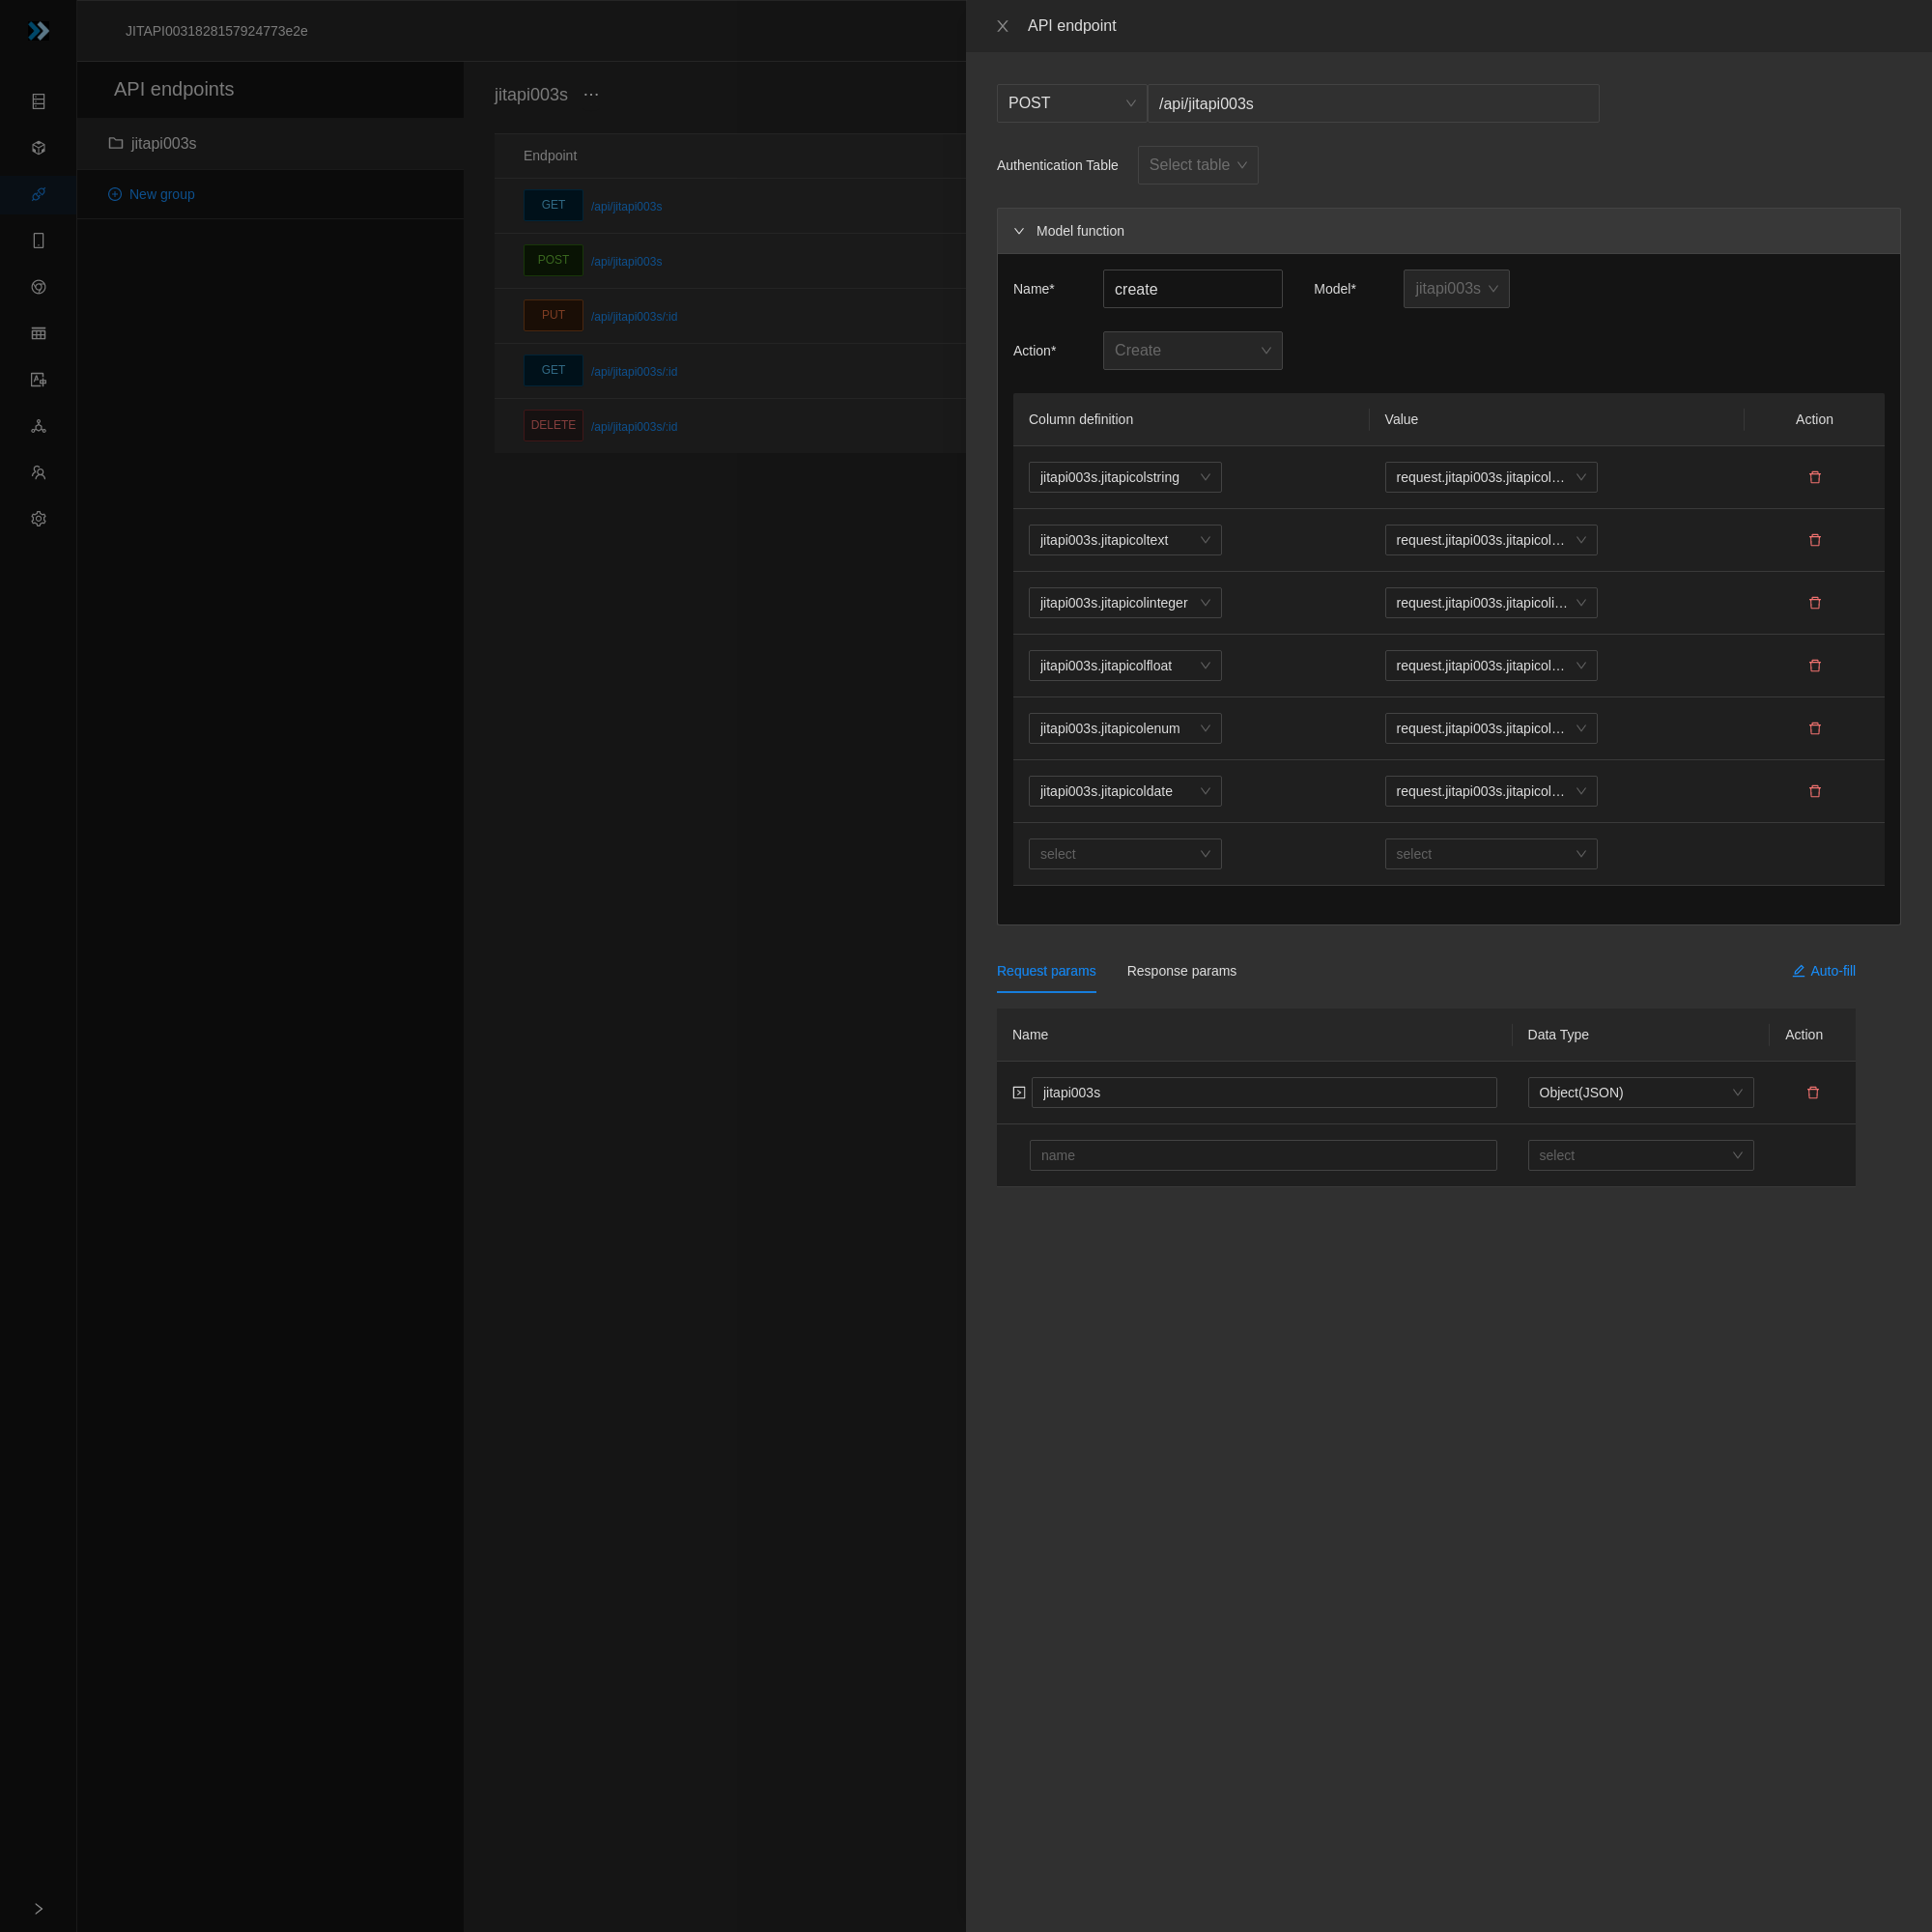 JITAPI0031828157924773e2e
API endpoints
jitapi003s
New group
jitapi003s ···
Endpoint
GET /api/jitapi003s
POST /api/jitapi003s
PUT /api/jitapi003s/:id
GET /api/jitapi003s/:id
DELETE /api/jitapi003s/:id
API endpoint
POST /api/jitapi003s
Authentication Table Select table
Model function
Name* create Model* jitapi003s
Action* Create
Column definition Value Action
jitapi003s.jitapicolstring request.jitapi003s.jitapicol…
jitapi003s.jitapicoltext request.jitapi003s.jitapicol…
jitapi003s.jitapicolinteger request.jitapi003s.jitapicoli…
jitapi003s.jitapicolfloat request.jitapi003s.jitapicol…
jitapi003s.jitapicolenum request.jitapi003s.jitapicol…
jitapi003s.jitapicoldate request.jitapi003s.jitapicol…
select select
Request params Response params Auto-fill
Name Data Type Action
jitapi003s Object(JSON)
name select